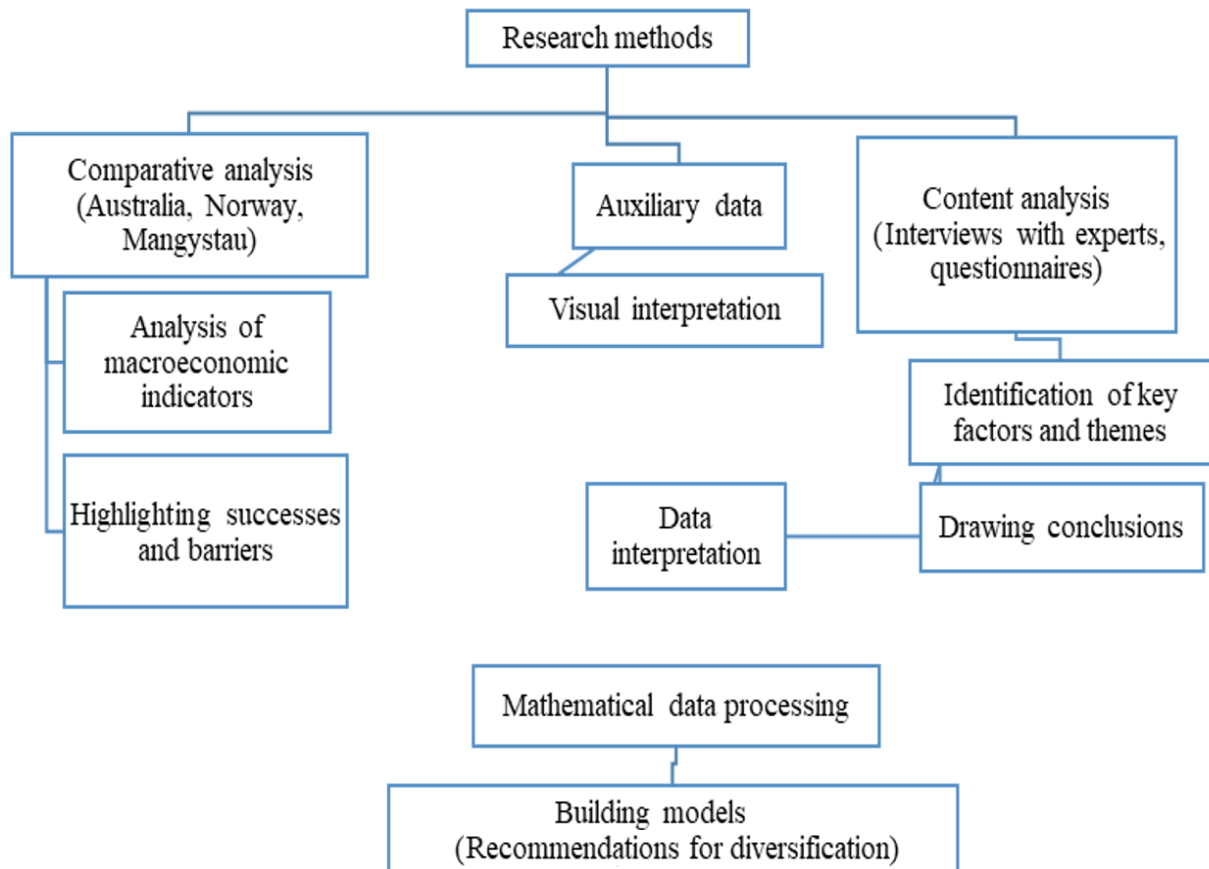 Research methods
Comparative analysis
(Australia, Norway,
Mangystau)
Analysis of
macroeconomic
indicators
Highlighting successes
and barriers
Auxiliary data
Visual interpretation
Content analysis
(Interviews with experts,
questionnaires)
Identification of key
factors and themes
Drawing conclusions
Data
interpretation
Mathematical data processing
Building models
(Recommendations for diversification)